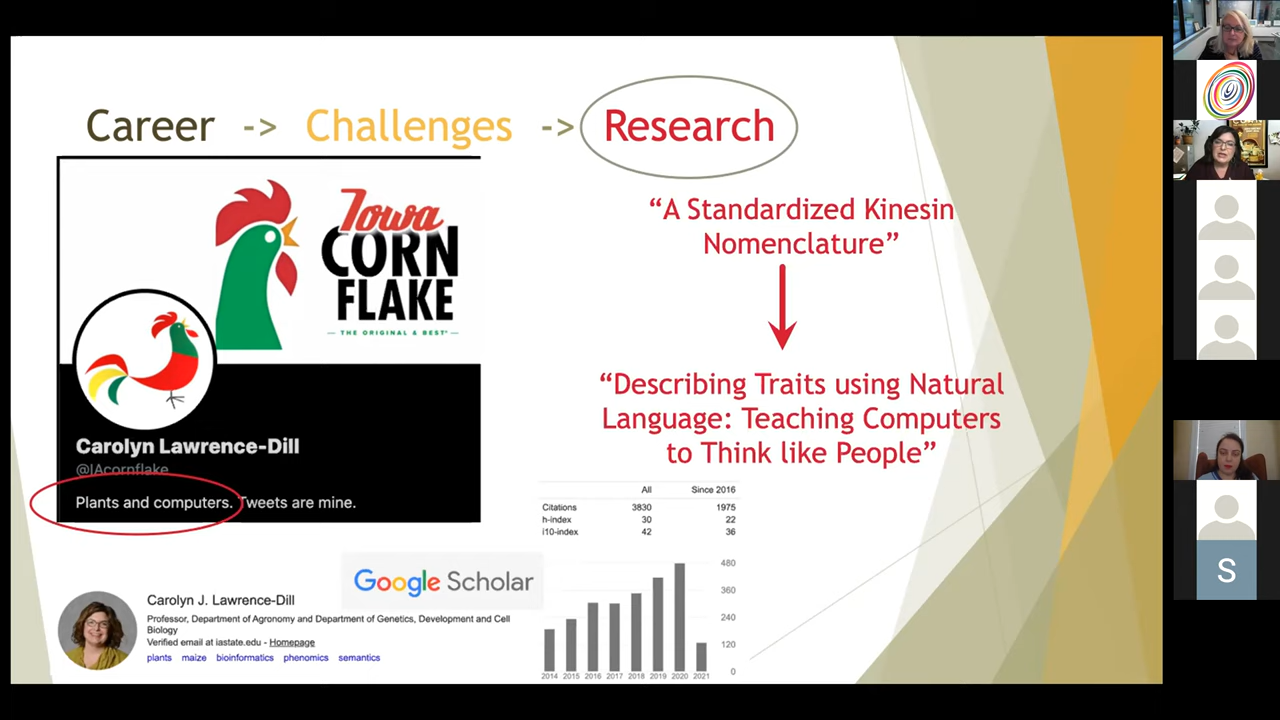 Career -> Challenges -> Research
Iowa
CORN
FLAKE
THE ORIGINAL & BEST
Carolyn Lawrence-Dill
@IAcornflake
Plants and computers. Tweets are mine.
“A Standardized Kinesin
Nomenclature”
“Describing Traits using Natural
Language: Teaching Computers
to Think like People”
Google Scholar
Carolyn J. Lawrence-Dill
Professor, Department of Agronomy and Department of Genetics, Development and Cell
Biology
Verified email at iastate.edu - Homepage
plants maize bioinformatics phenomics semantics
All Since 2016
Citations 3830 1975
h-index 30 22
i10-index 42 36
480
360
240
120
0
2014 2015 2016 2017 2018 2019 2020 2021
S